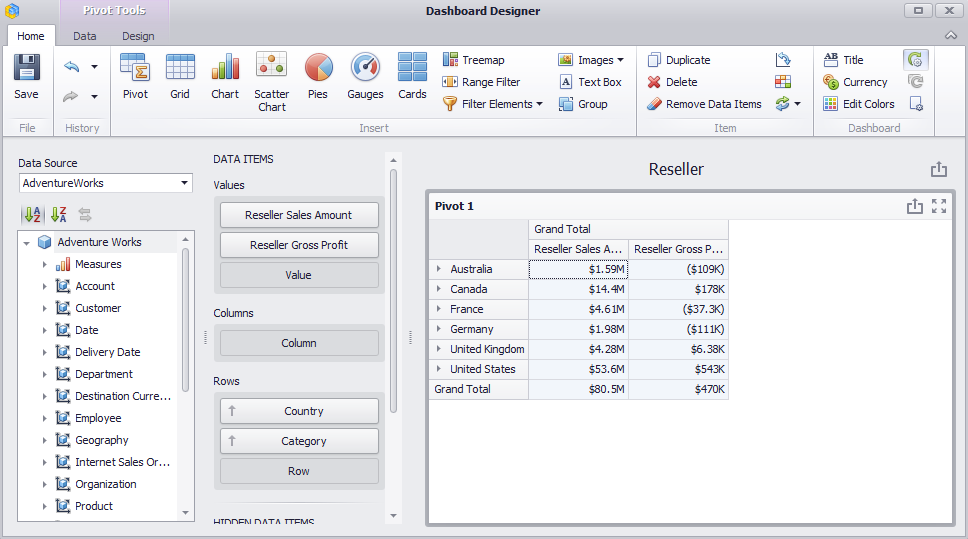 Pivot Tools
Dashboard Designer
Home
Data
Design
Save
File
History
Pivot
Grid
Chart
Scatter
Chart
Pies
Gauges
Cards
Treemap
Range Filter
Filter Elements
Images
Text Box
Group
Insert
Duplicate
Delete
Remove Data Items
Item
Title
Currency
Edit Colors
Dashboard
Data Source
AdventureWorks
Adventure Works
Measures
Account
Customer
Date
Delivery Date
Department
Destination Curre...
Employee
Geography
Internet Sales Or...
Organization
Product
DATA ITEMS
Values
Reseller Sales Amount
Reseller Gross Profit
Value
Columns
Column
Rows
Country
Category
Row
HIDDEN DATA ITEMS
Reseller
Pivot 1
Grand Total
Reseller Sales A... Reseller Gross P...
Australia $1.59M ($109K)
Canada $14.4M $178K
France $4.61M ($37.3K)
Germany $1.98M ($111K)
United Kingdom $4.28M $6.38K
United States $53.6M $543K
Grand Total $80.5M $470K